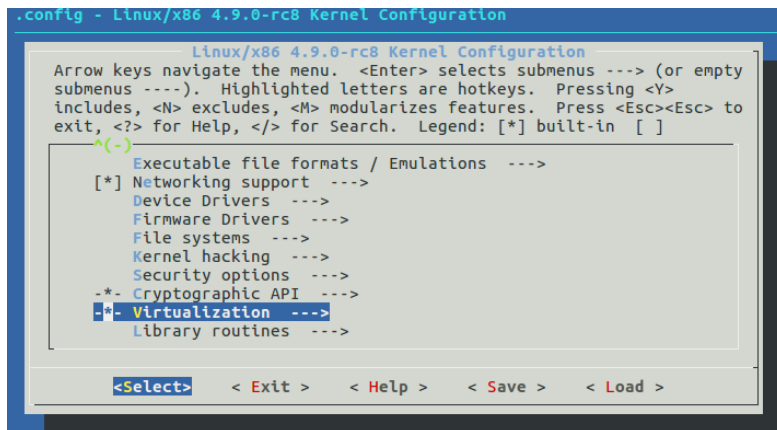 .config - Linux/x86 4.9.0-rc8 Kernel Configuration
Linux/x86 4.9.0-rc8 Kernel Configuration
Arrow keys navigate the menu.  <Enter> selects submenus ---> (or empty
submenus ----).  Highlighted letters are hotkeys.  Pressing <Y>
includes, <N> excludes, <M> modularizes features.  Press <Esc><Esc> to
exit, <?> for Help, </> for Search.  Legend: [*] built-in  [ ]
^(-)
Executable file formats / Emulations  --->
[*] Networking support  --->
Device Drivers  --->
Firmware Drivers  --->
File systems  --->
Kernel hacking  --->
Security options  --->
-*- Cryptographic API  --->
-*- Virtualization  --->
Library routines  --->
<Select>    < Exit >    < Help >    < Save >    < Load >